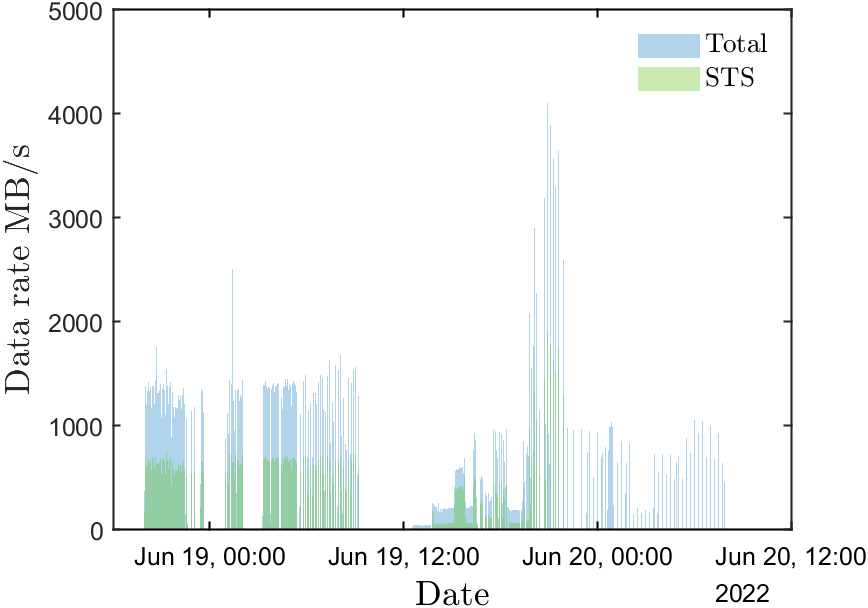 5000
4000
3000
2000
1000
0
Data rate MB/s
Total
STS
Jun 19, 00:00
Jun 19, 12:00
Jun 20, 00:00
Jun 20, 12:00
Date
2022